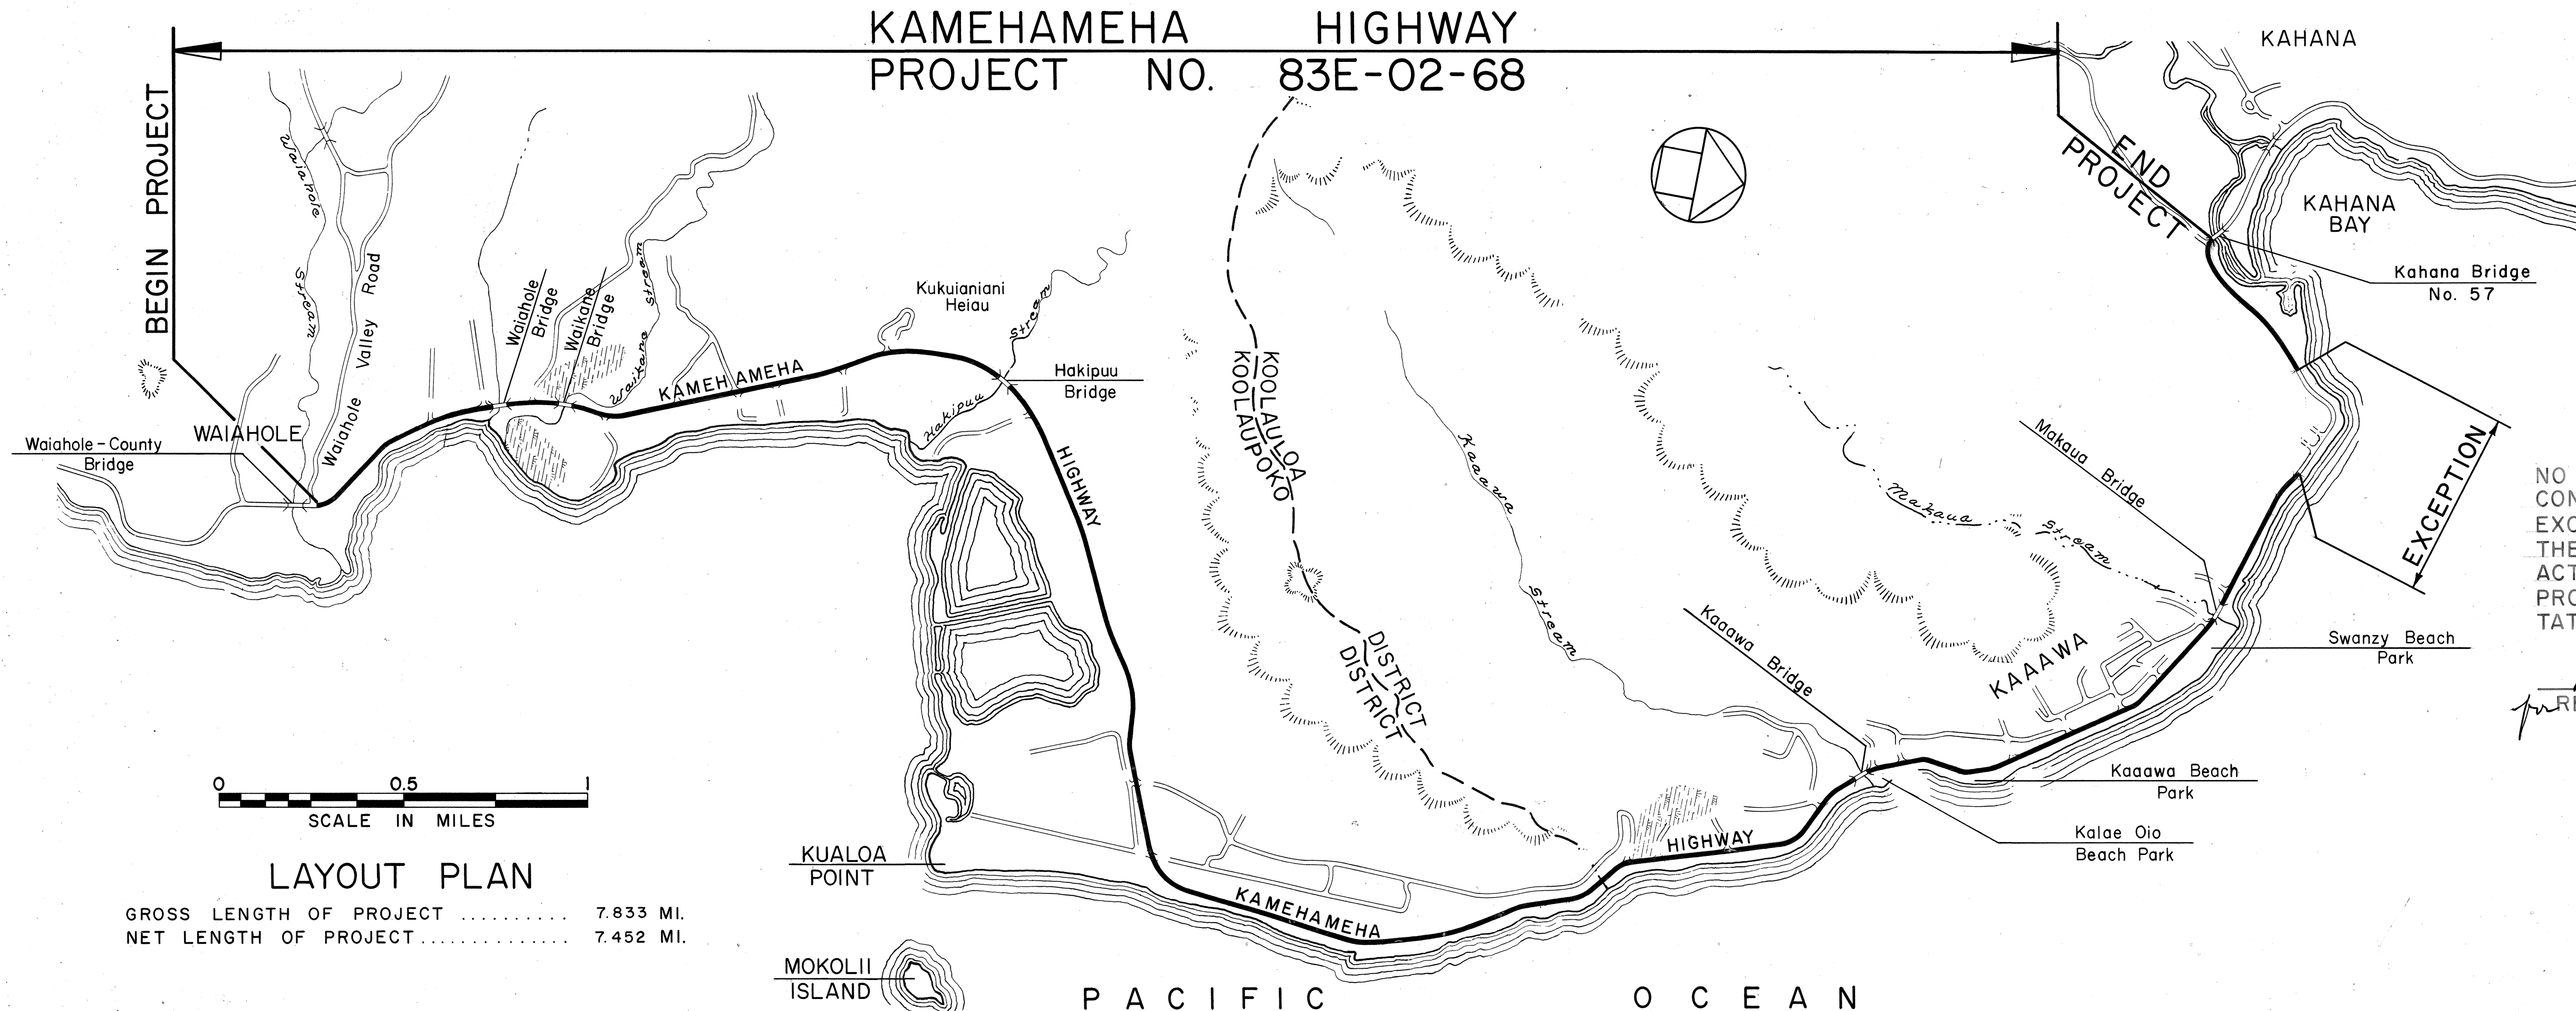 KAMEHAMEHA HIGHWAY
PROJECT NO. 83E-02-68
BEGIN PROJECT
END
PROJECT
KAHANA
KAHANA
BAY
Kahana Bridge
No. 57
EXCEPTION
Waiahole
Stream
Waiahole Valley Road
WAIAHOLE
Waiahole-County
Bridge
Waiahole
Bridge
Waikane
Bridge
Waikane Stream
KAMEHAMEHA
HIGHWAY
Kukuianiani
Heiau
Hakipuu Stream
Hakipuu
Bridge
KOOLAULOA
KOOLAUPOKO
DISTRICT
DISTRICT
Kaaawa
Stream
Makaua Stream
Makaua Bridge
Kaaawa Bridge
KAAAWA
Swanzy Beach
Park
Kaaawa Beach
Park
Kalae Oio
Beach Park
HIGHWAY
KAMEHAMEHA
KUALOA
POINT
MOKOLII
ISLAND
PACIFIC OCEAN
0 0.5 1
SCALE IN MILES
LAYOUT PLAN
GROSS LENGTH OF PROJECT .......... 7.833 MI.
NET LENGTH OF PROJECT .............. 7.452 MI.
NO
THE